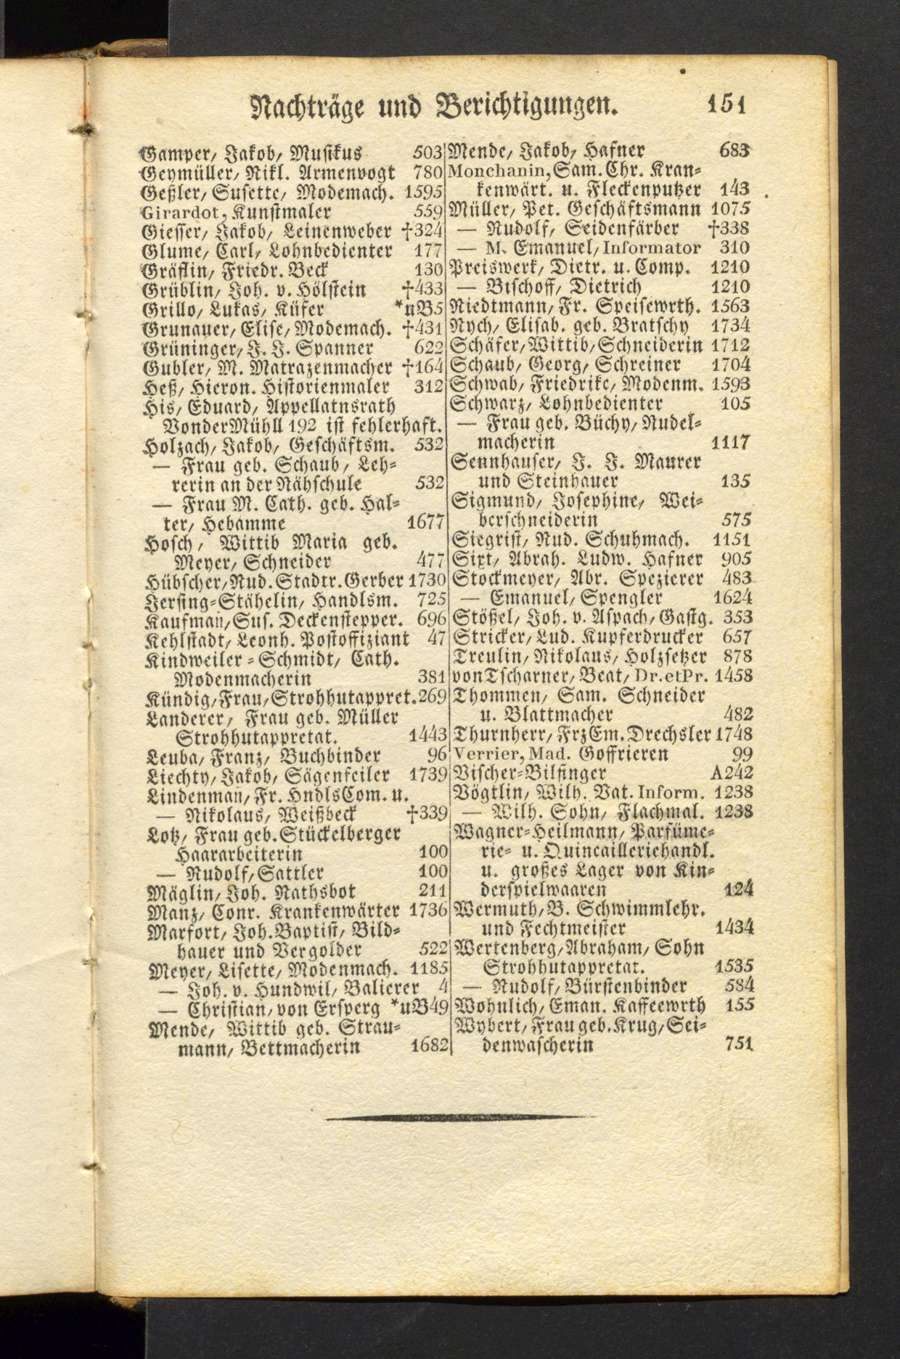 Nachträge und Berichtigungen. 151
Gamper, Jakob, Musikus 503
Geymüller, Nikl. Armenvogt 780
Geßler, Susette, Modemach. 1595
Girardot, Kunstmaler 559
Giesser, Jakob, Leinenweber †324
Glume, Carl, Lohnbedienter 177
Gräflin, Friedr. Beck 130
Grüblin, Joh. v. Hölstein †433
Grillo, Lukas, Küfer *uB5
Grunauer, Elise, Modemach. †431
Grüninger, J. J. Spanner 622
Gubler, M. Matrazenmacher †164
Heß, Hieron. Historienmaler 312
His, Eduard, Appellatnsrath
VonderMühll 192 ist fehlerhaft.
Holzach, Jakob, Geschäftsm. 532
— Frau geb. Schaub, Leh-
rerin an der Nähschule 532
— Frau M. Cath. geb. Hal-
ter, Hebamme 1677
Hosch, Wittib Maria geb.
Meyer, Schneider 477
Hübscher, Rud. Stadtr. Gerber 1730
Jersing-Stähelin, Handlsm. 725
Kaufman, Sus. Deckenstepper. 696
Kehlstadt, Leonh. Postoffiziant 47
Kindweiler-Schmidt, Cath.
Modenmacherin 381
Kündig, Frau, Strohhutappret. 269
Landerer, Frau geb. Müller
Strohhutappretat. 1443
Leuba, Franz, Buchbinder 96
Liechty, Jakob, Sägenfeiler 1739
Lindenman, Fr. HndlsCom. u.
— Nikolaus, Weißbeck †339
Lotz, Frau geb. Stückelberger
Haararbeiterin 100
— Rudolf, Sattler 100
Mäglin, Joh. Rathsbot 211
Manz, Conr. Krankenwärter 1736
Marfort, Joh. Baptist, Bild-
hauer und Vergolder 522
Meyer, Lisette, Modenmach. 1185
— Joh. v. Hundwil, Balierer 4
— Christian, von Ersperg *uB49
Mende, Wittib geb. Strau-
mann, Bettmacherin 1682
Mende, Jakob, Hafner 683
Monchanin, Sam. Chr. Kran-
kenwärt. u. Fleckenputzer 143
Müller, Pet. Geschäftsmann 1075
— Rudolf, Seidenfärber †338
— M. Emanuel, Informator 310
Preiswerk, Dietr. u. Comp. 1210
— Bischoff, Dietrich 1210
Riedtmann, Fr. Speisewrth. 1563
Rych, Elisab. geb. Bratschy 1734
Schäfer, Wittib, Schneiderin 1712
Schaub, Georg, Schreiner 1704
Schwab, Friedrike, Modenm. 1593
Schwarz, Lohnbedienter 105
— Frau geb. Büchy, Nudel-
macherin 1117
Sennhauser, J. J. Maurer
und Steinhauer 135
Sigmund, Josephine, Wei-
berschneiderin 575
Siegrist, Rud. Schuhmach. 1151
Sixt, Abrah. Ludw. Hafner 905
Stockmeyer, Abr. Spezierer 483
— Emanuel, Spengler 1624
Stößel, Joh. v. Aspach, Gastg. 353
Stricker, Lud. Kupferdrucker 657
Treulin, Nikolaus, Holzsetzer 878
von Tscharner, Beat, Dr. et Pr. 1458
Thommen, Sam. Schneider
u. Blattmacher 482
Thurnherr, Frz Em. Drechsler 1748
Verrier, Mad. Goffrieren 99
Vischer-Bilfinger A242
Vögtlin, Wilh. Vat. Inform. 1238
— Wilh. Sohn, Flachmal. 1238
Wagner-Heilmann, Parfüme-
rie- u. Quincailleriehandl.
u. großes Lager von Kin-
derspielwaaren 124
Wermuth, B. Schwimmlehr.
und Fechtmeister 1434
Wertenberg, Abraham, Sohn
Strohhutappretat. 1535
— Rudolf, Bürstenbinder 584
Wohnlich, Eman. Kaffeewrth 155
Wybert, Frau geb. Krug, Sei-
denwascherin 751